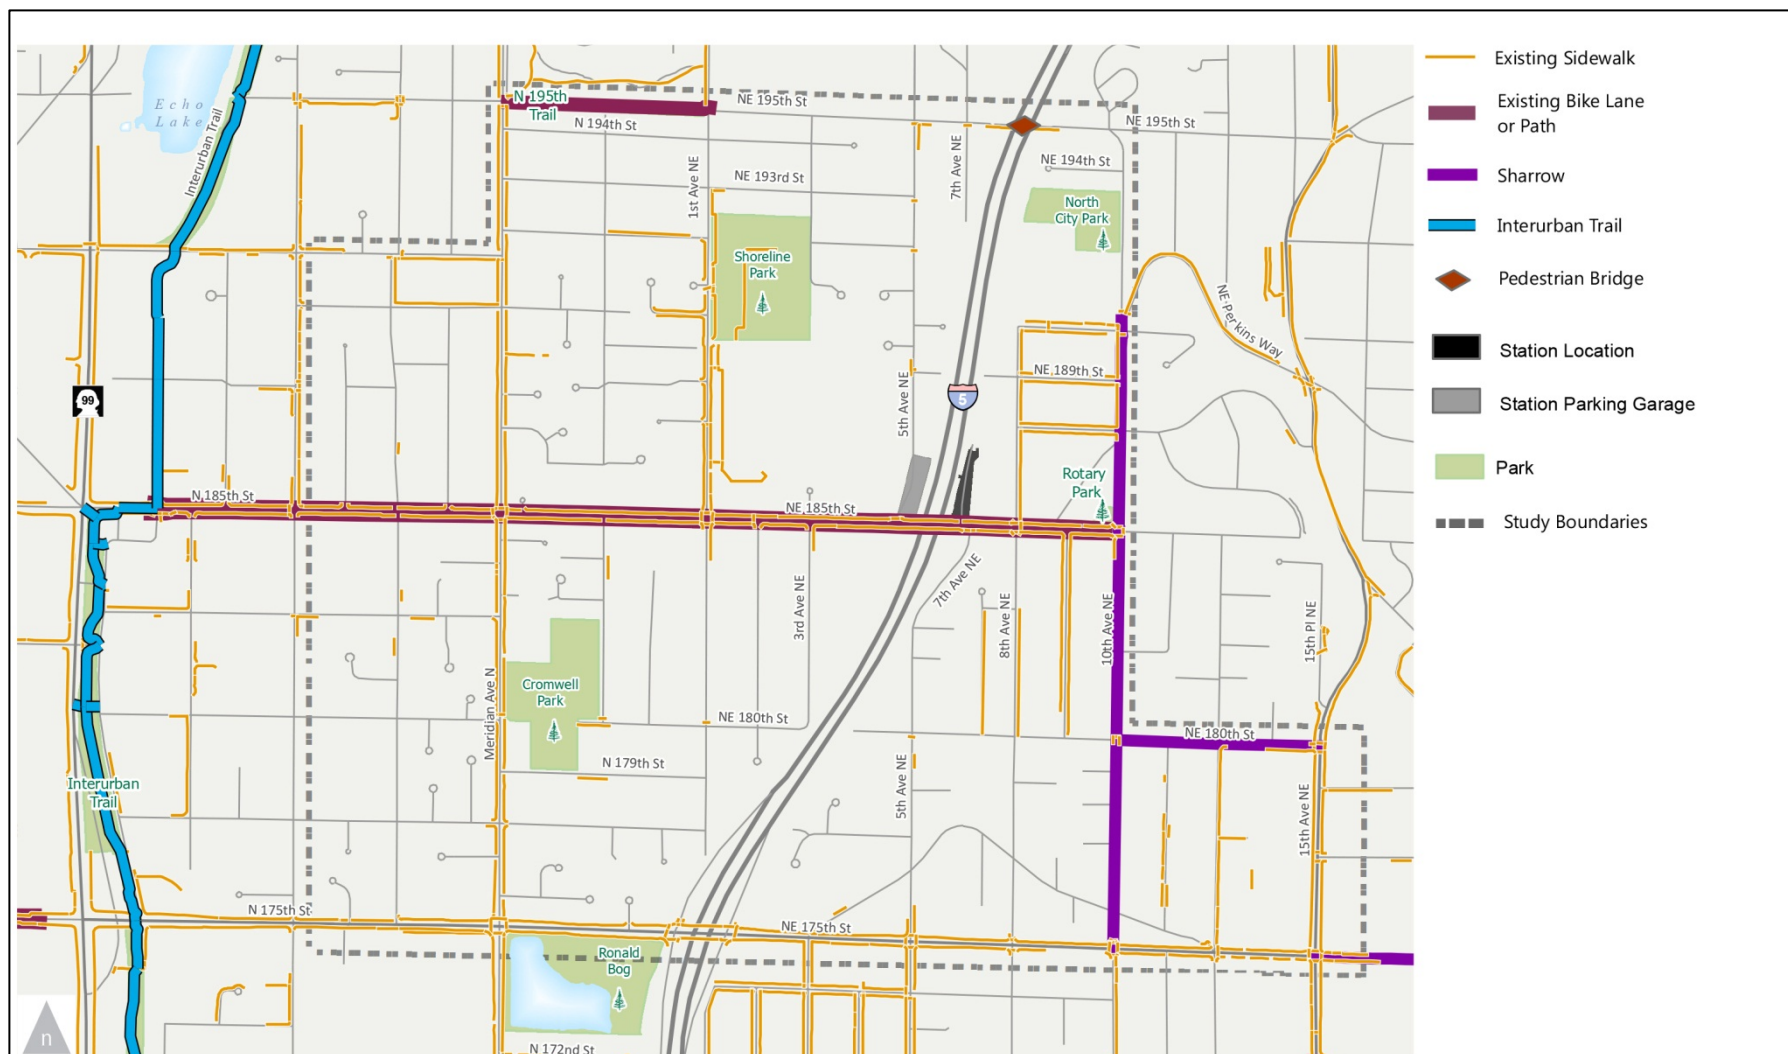 Echo
Lake
Interurban Trail
N 195th
Trail
NE 195th St
N 194th St
NE 195th St
7th Ave NE
NE 194th St
1st Ave NE
NE 193rd St
North
City Park
Shoreline
Park
NE Perkins Way
99
5th Ave NE
5
NE 189th St
Rotary
Park
N 185th St
NE 185th St
7th Ave NE
3rd Ave NE
8th Ave NE
10th Ave NE
15th Pl NE
Meridian Ave N
Cromwell
Park
NE 180th St
NE 180th St
N 179th St
Interurban
Trail
5th Ave NE
15th Ave NE
N 175th St
NE 175th St
Ronald
Bog
n
N 172nd St
Existing Sidewalk
Existing Bike Lane
or Path
Sharrow
Interurban Trail
Pedestrian Bridge
Station Location
Station Parking Garage
Park
Study Boundaries